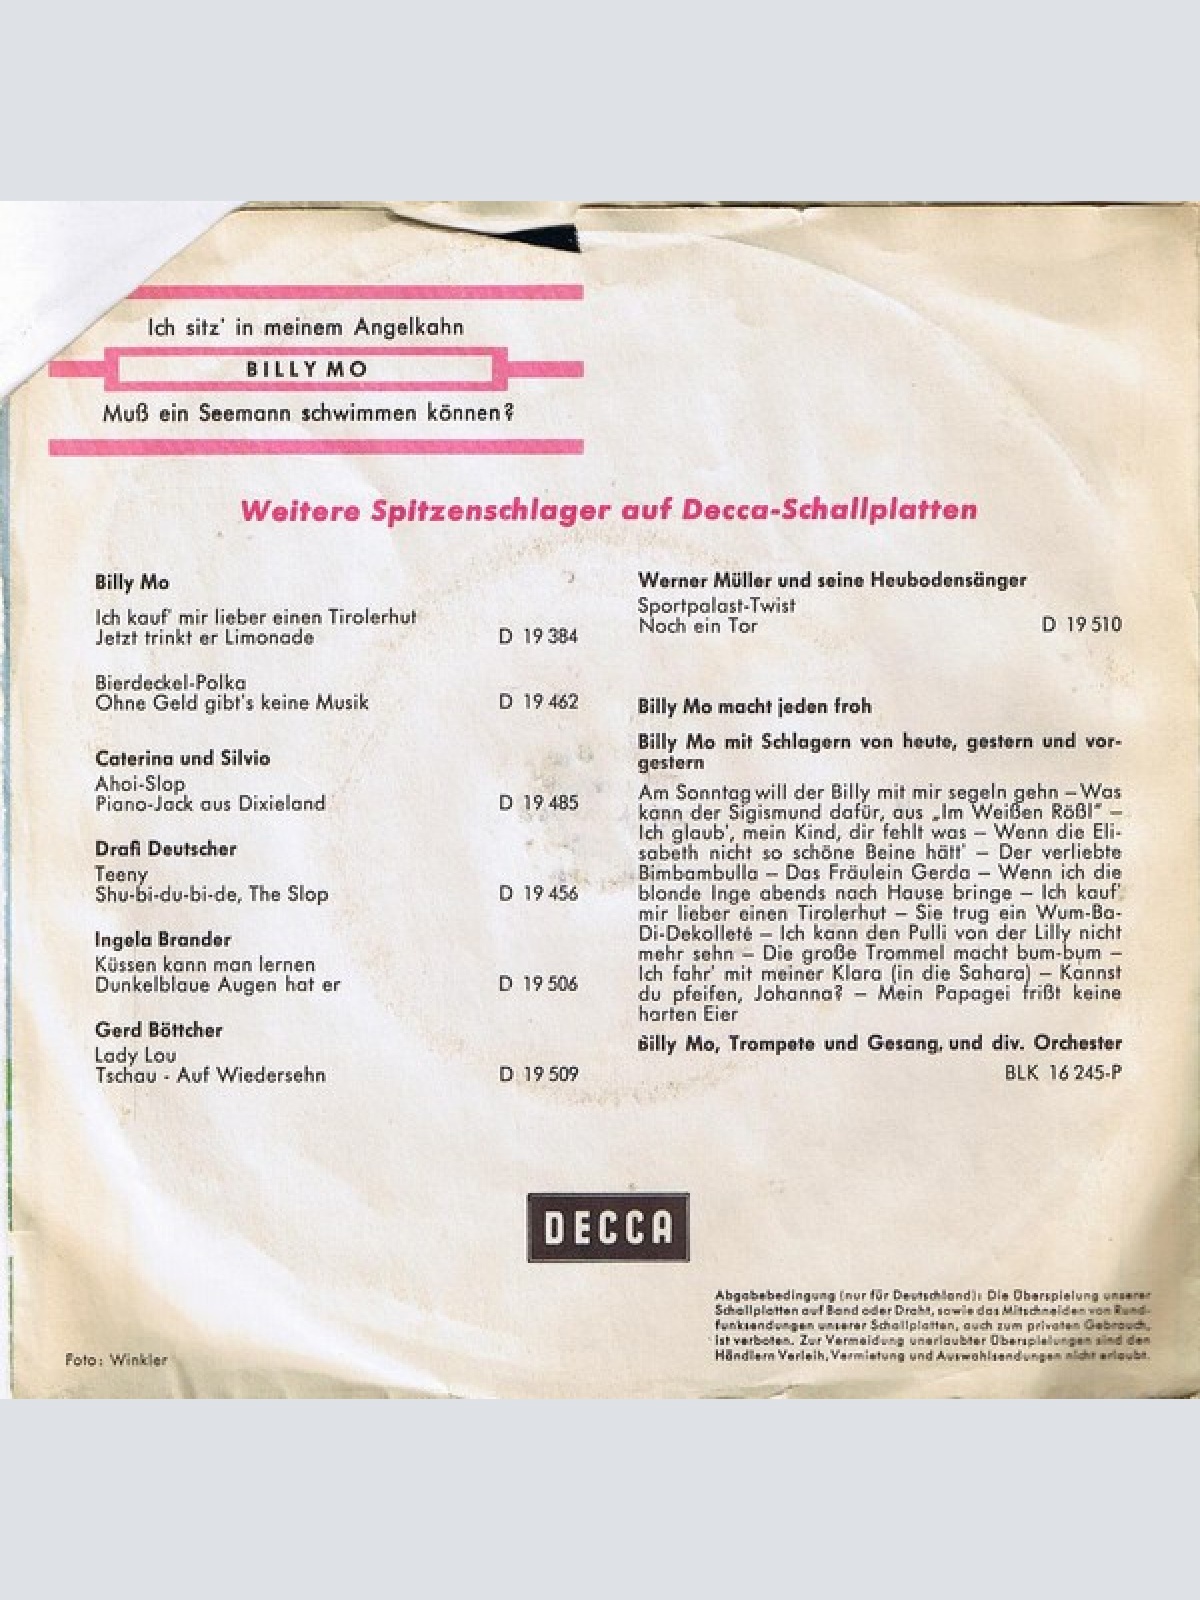 Ich sitz' in meinem Angelkahn
BILLY MO
Muß ein Seemann schwimmen können?
Weitere Spitzenschlager auf Decca-Schallplatten
Billy Mo
Ich kauf' mir lieber einen Tirolerhut
Jetzt trinkt er Limonade D 19 384
Bierdeckel-Polka
Ohne Geld gibt's keine Musik D 19 462
Caterina und Silvio
Ahoi-Slop
Piano-Jack aus Dixieland D 19 485
Drafi Deutscher
Teeny
Shu-bi-du-bi-de, The Slop D 19 456
Ingela Brander
Küssen kann man lernen
Dunkelblaue Augen hat er D 19 506
Gerd Böttcher
Lady Lou
Tschau - Auf Wiedersehn D 19 509
Werner Müller und seine Heubodensänger
Sportpalast-Twist
Noch ein Tor D 19 510
Billy Mo macht jeden froh
Billy Mo mit Schlagern von heute, gestern und vor-
gestern
Am Sonntag will der Billy mit mir segeln gehn – Was
kann der Sigismund dafür, aus „Im Weißen Rößl" –
Ich glaub', mein Kind, dir fehlt was – Wenn die Eli-
sabeth nicht so schöne Beine hätt' – Der verliebte
Bimbambulla – Das Fräulein Gerda – Wenn ich die
blonde Inge abends nach Hause bringe – Ich kauf'
mir lieber einen Tirolerhut – Sie trug ein Wum-Ba-
Di-Dekolleté – Ich kann den Pulli von der Lilly nicht
mehr sehn – Die große Trommel macht bum-bum –
Ich fahr' mit meiner Klara (in die Sahara) – Kannst
du pfeifen, Johanna? – Mein Papagei frißt keine
harten Eier
Billy Mo, Trompete und Gesang, und div. Orchester
BLK 16 245-P
DECCA
Abgabebedingung (nur für Deutschland): Die Überspielung unserer
Schallplatten auf Band oder Draht, sowie das Mitschneiden von Rund-
funksendungen unserer Schallplatten, auch zum privaten Gebrauch,
ist verboten. Zur Vermeidung unerlaubter Überspielungen sind den
Händlern Verleih, Vermietung und Auswahlsendungen nicht erlaubt.
Foto: Winkler